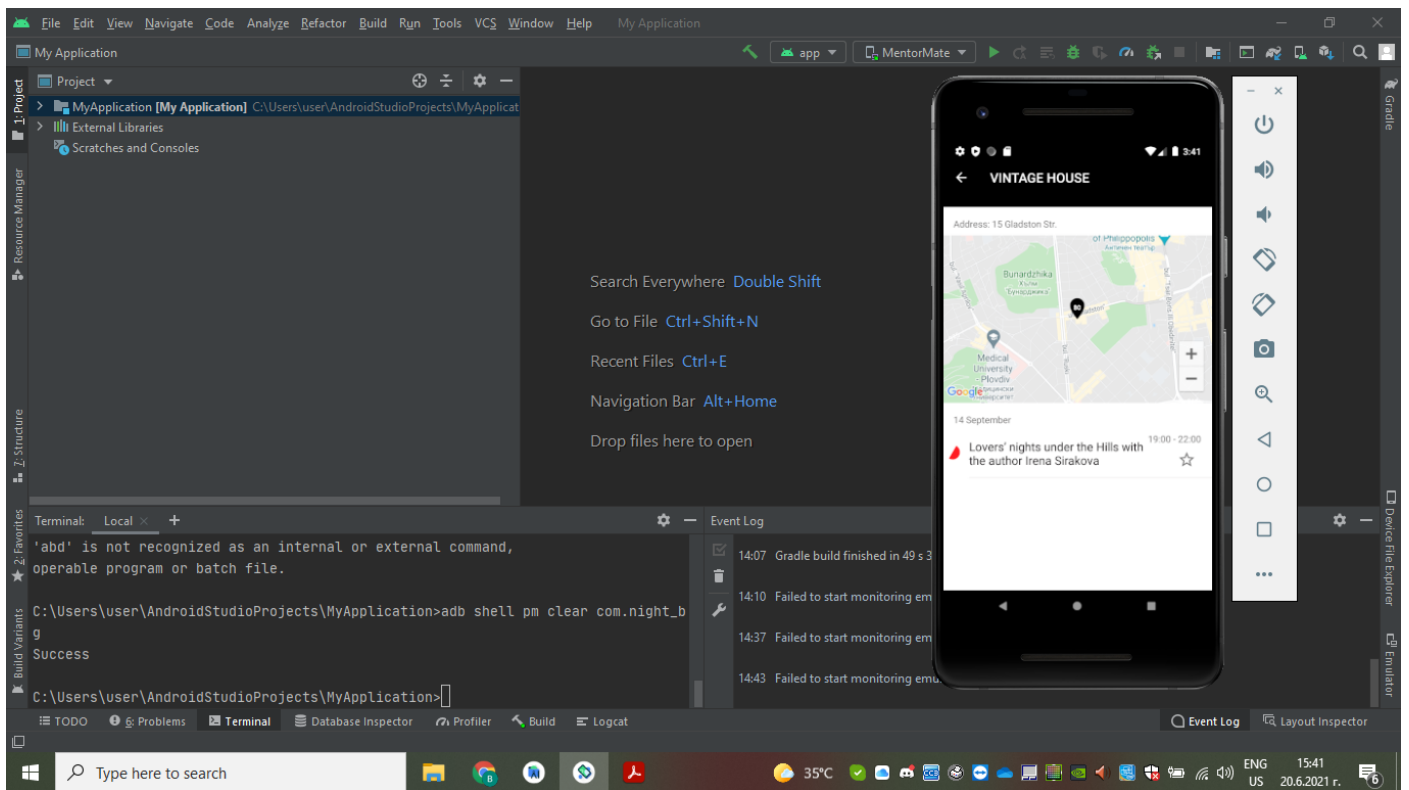 File Edit View Navigate Code Analyze Refactor Build Run Tools VCS Window Help My Application
My Application
app
MentorMate
Project
MyApplication [My Application] C:\Users\user\AndroidStudioProjects\MyApplicat
External Libraries
Scratches and Consoles
1: Project
Resource Manager
7: Structure
2: Favorites
Build Variants
Gradle
Device File Explorer
Emulator
Search Everywhere Double Shift
Go to File Ctrl+Shift+N
Recent Files Ctrl+E
Navigation Bar Alt+Home
Drop files here to open
3:41
VINTAGE HOUSE
Address: 15 Gladston Str.
of Philippopolis
Античен театър
Bunardzhika
Хълм
"Бунарджика"
80
Medical
University
- Plovdiv
Google
14 September
Lovers' nights under the Hills with
the author Irena Sirakova
19:00 - 22:00
Terminal: Local
'abd' is not recognized as an internal or external command,
operable program or batch file.
C:\Users\user\AndroidStudioProjects\MyApplication>adb shell pm clear com.night_b
g
Success
C:\Users\user\AndroidStudioProjects\MyApplication>
Event Log
14:07 Gradle build finished in 49 s 3
14:10 Failed to start monitoring em
14:37 Failed to start monitoring em
14:43 Failed to start monitoring emu
TODO 6: Problems Terminal Database Inspector Profiler Build Logcat
Event Log Layout Inspector
Type here to search
35°C
ENG
US
15:41
20.6.2021 г.
6